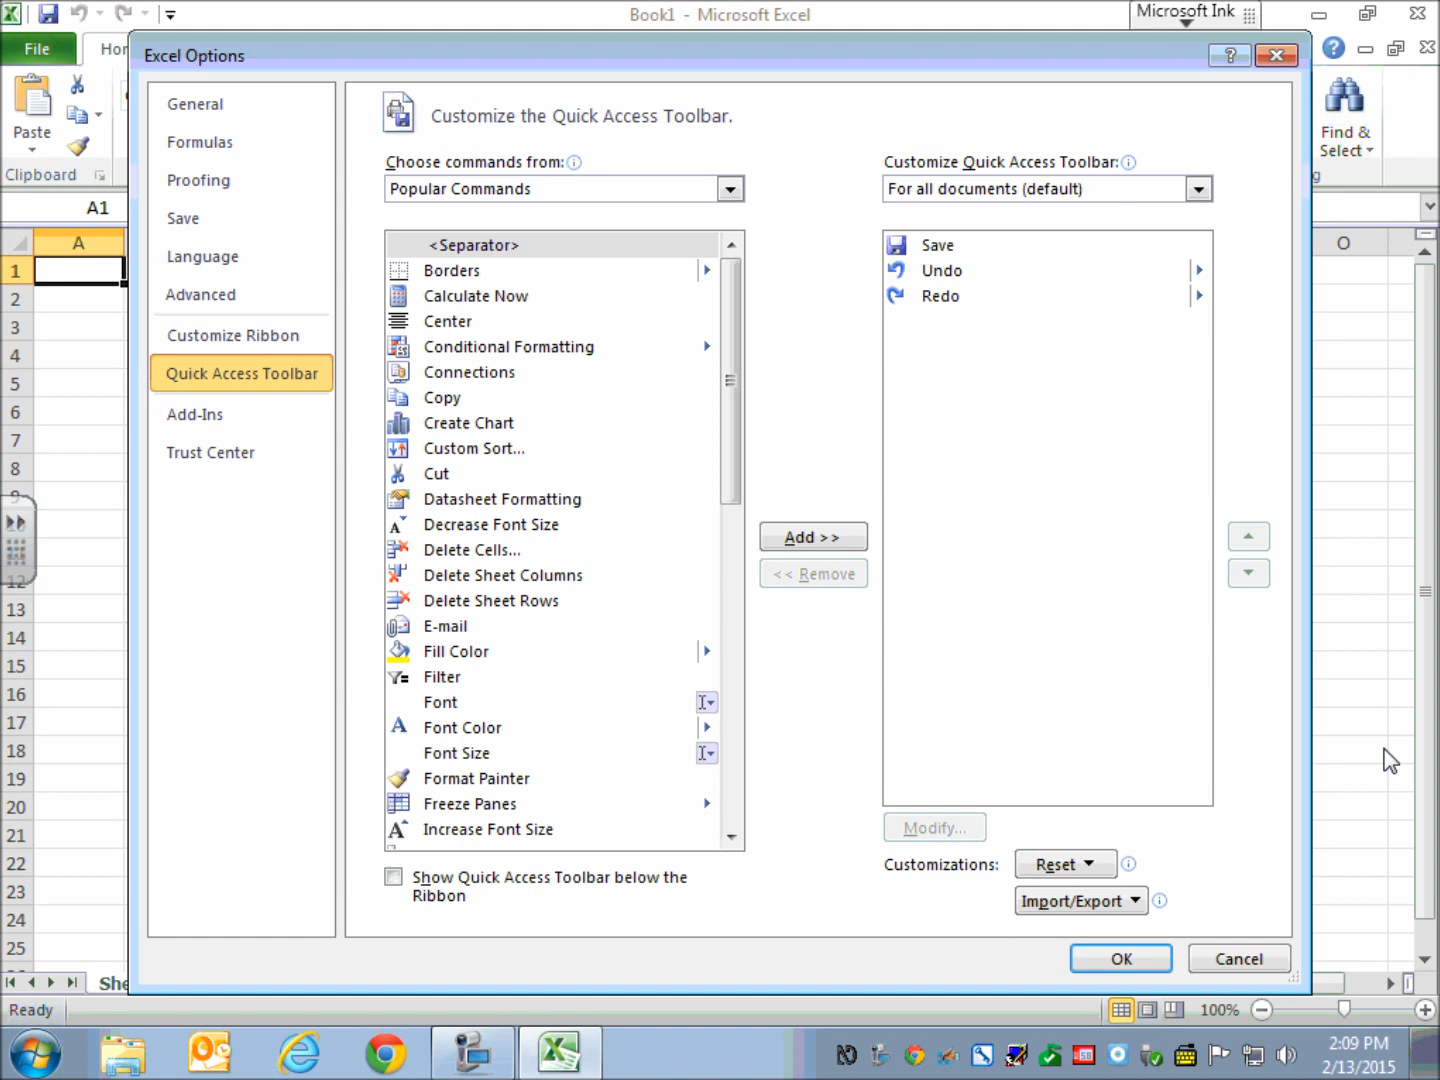 Book1 - Microsoft Excel
Microsoft Ink
File
Hor
Excel Options
Paste
Clipboard
Find &
Select
A1
A
O
1
2
3
4
5
6
7
8
9
12
13
14
15
16
17
18
19
20
21
22
23
24
25
General
Formulas
Proofing
Save
Language
Advanced
Customize Ribbon
Quick Access Toolbar
Add-Ins
Trust Center
Customize the Quick Access Toolbar.
Choose commands from:
Popular Commands
<Separator>
Borders
Calculate Now
Center
Conditional Formatting
Connections
Copy
Create Chart
Custom Sort...
Cut
Datasheet Formatting
Decrease Font Size
Delete Cells...
Delete Sheet Columns
Delete Sheet Rows
E-mail
Fill Color
Filter
Font
Font Color
Font Size
Format Painter
Freeze Panes
Increase Font Size
Show Quick Access Toolbar below the
Ribbon
Add >>
<< Remove
Customize Quick Access Toolbar:
For all documents (default)
Save
Undo
Redo
Modify...
Customizations:
Reset
Import/Export
OK
Cancel
She
Ready
100%
2:09 PM
2/13/2015